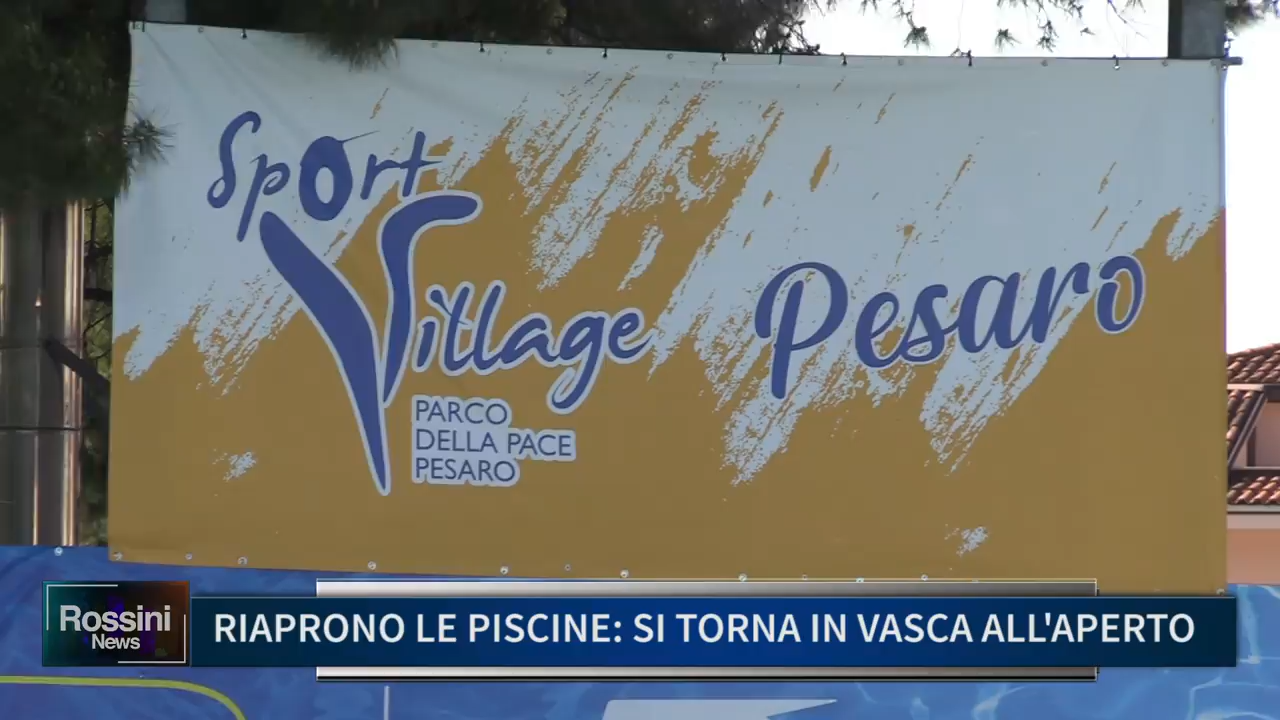 Sport
Village
Pesaro
PARCO
DELLA PACE
PESARO
Rossini
News
RIAPRONO LE PISCINE: SI TORNA IN VASCA ALL'APERTO